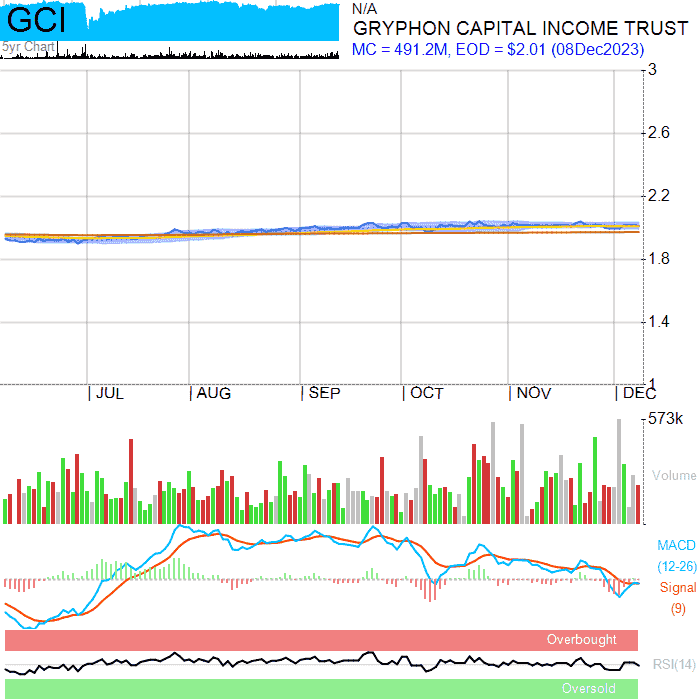 GCI
5yr Chart
N/A
GRYPHON CAPITAL INCOME TRUST
MC = 491.2M, EOD = $2.01 (08Dec2023)
3
2.6
2.2
1.8
1.4
1
JUL AUG SEP OCT NOV DEC
573k
Volume
MACD
(12-26)
Signal
(9)
Overbought
RSI(14)
Oversold